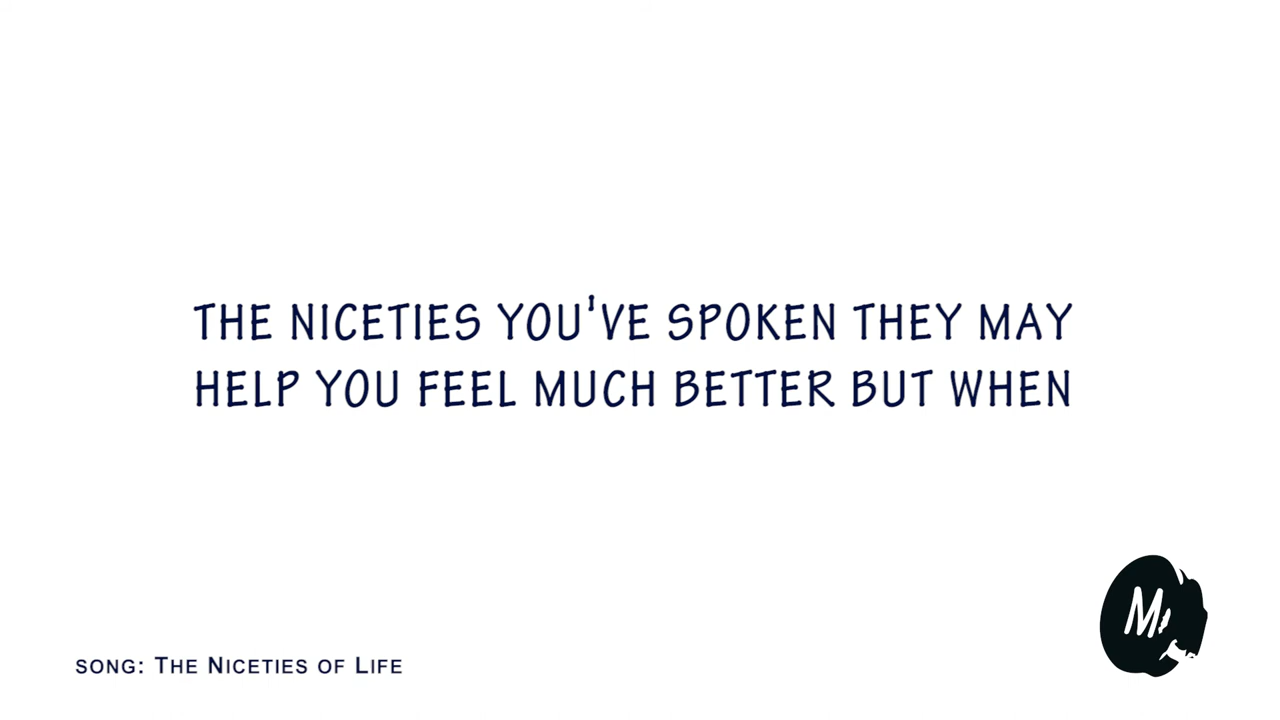 THE NICETIES YOU'VE SPOKEN THEY MAY
HELP YOU FEEL MUCH BETTER BUT WHEN
M
SONG: THE NICETIES OF LIFE